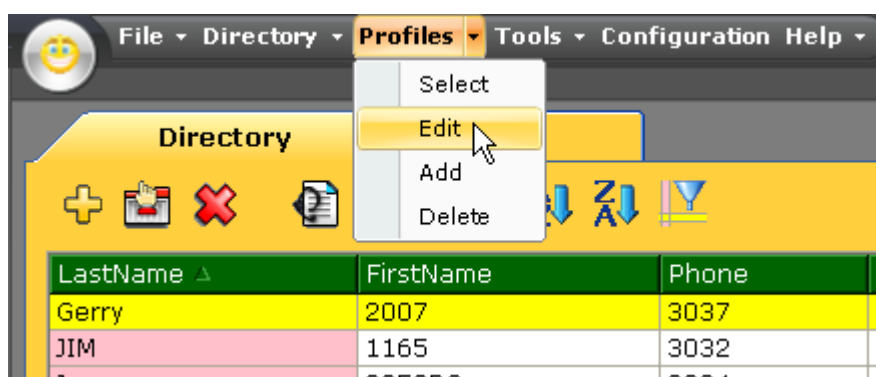 File Directory Profiles Tools Configuration Help
Select
Edit
Add
Delete
Directory
LastName FirstName Phone
Gerry 2007 3037
JIM 1165 3032